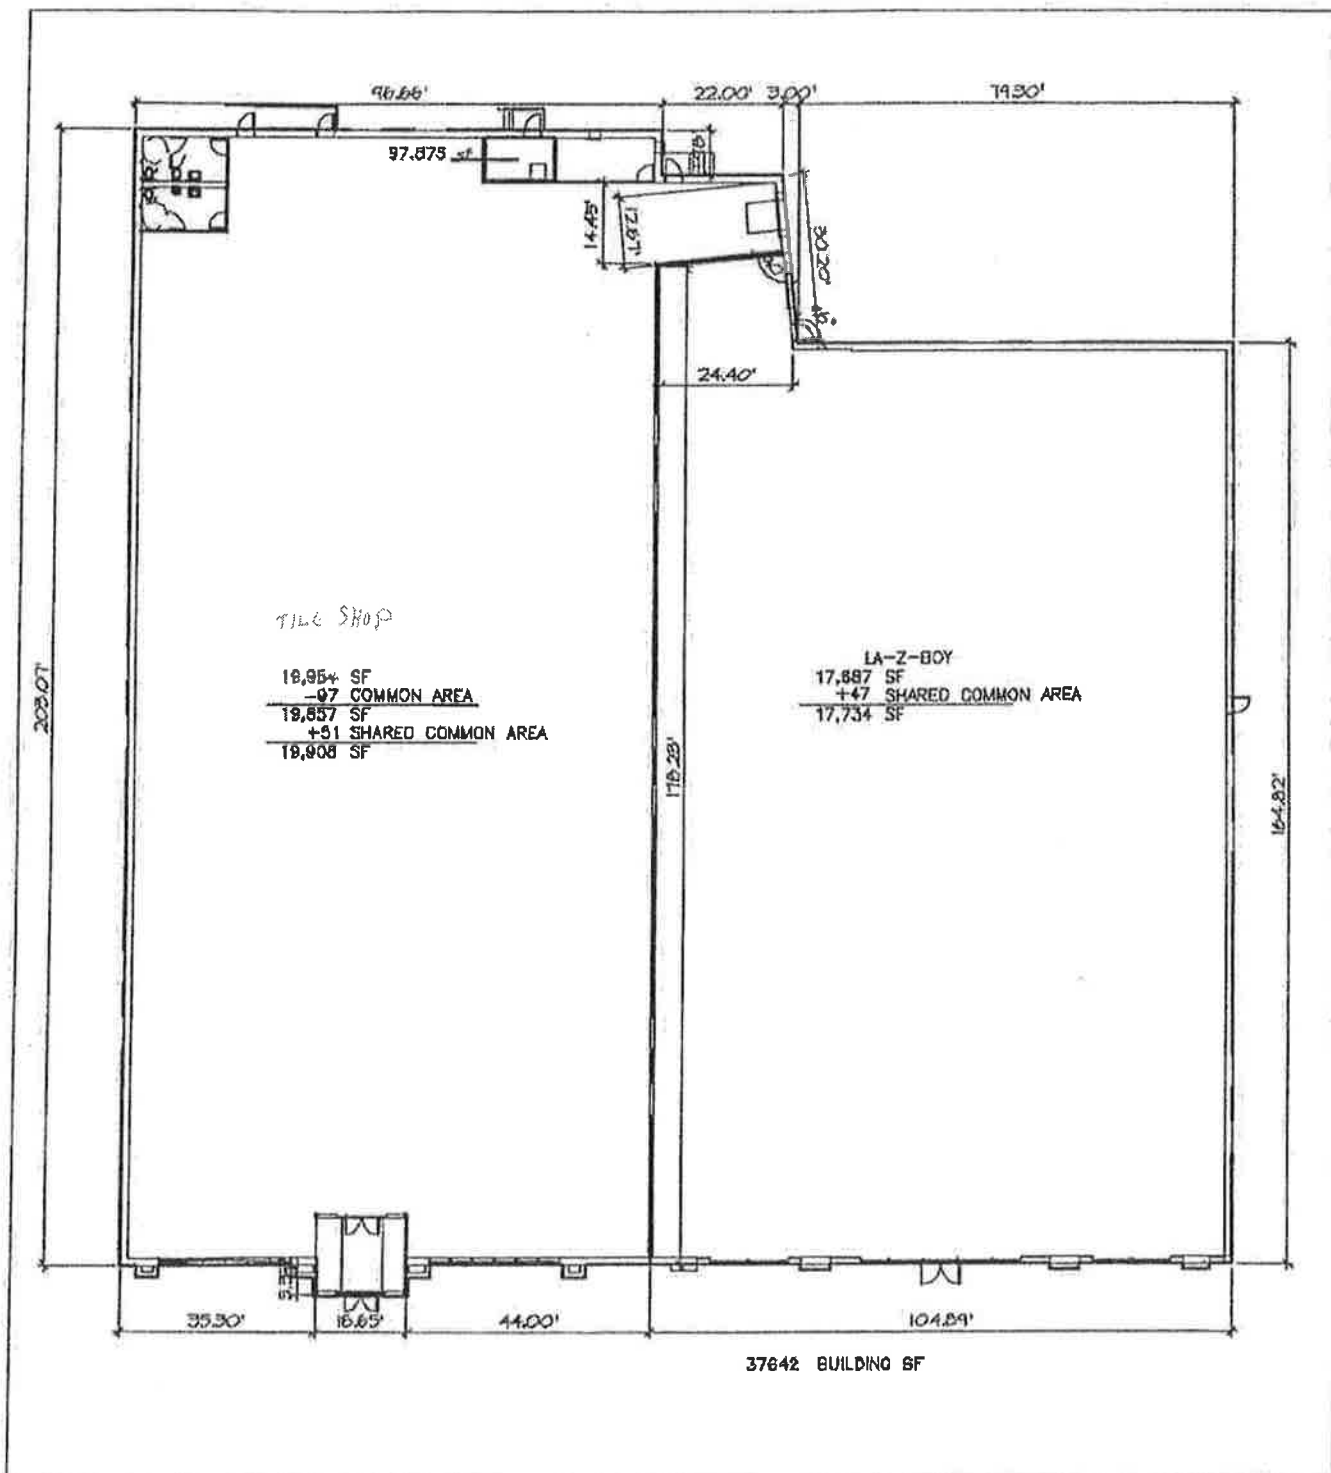 96.66' 22.00' 3.00' 79.30'
97.875 SF
14.45'
12.67'
30.20'
24.40'
TILE SHOP
19,954 SF
-97 COMMON AREA
19,857 SF
+51 SHARED COMMON AREA
19,908 SF
LA-Z-BOY
17,687 SF
+47 SHARED COMMON AREA
17,734 SF
203.07'
178.23'
164.82'
35.30' 16.65' 44.00' 104.89'
37642 BUILDING SF